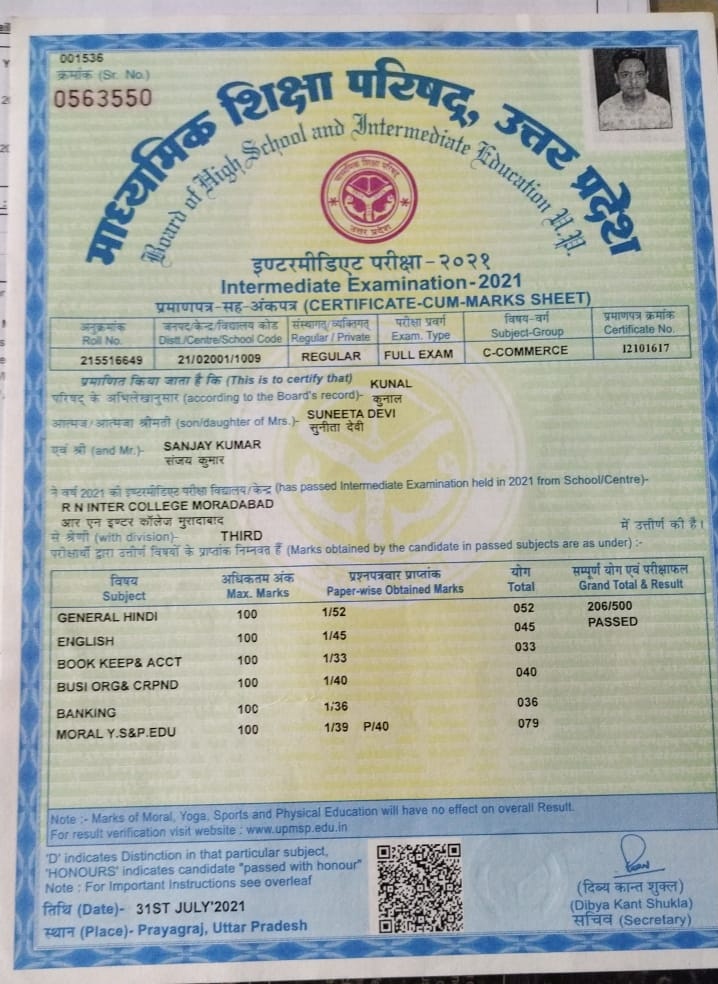 001536
क्रमांक (Sr. No.)
0563550
माध्यमिक शिक्षा परिषद्, उत्तर प्रदेश
Board of High School and Intermediate Education U.P.
माध्यमिक शिक्षा परिषद्
उत्तर प्रदेश
इण्टरमीडिएट परीक्षा-२०२१
Intermediate Examination-2021
प्रमाणपत्र-सह-अंकपत्र (CERTIFICATE-CUM-MARKS SHEET)
अनुक्रमांक जनपद/केन्द्र/विद्यालय कोड संस्थागत/व्यक्तिगत परीक्षा प्रवर्ग विषय-वर्ग प्रमाणपत्र क्रमांक
Roll No. Distt./Centre/School Code Regular / Private Exam. Type Subject-Group Certificate No.
215516649 21/02001/1009 REGULAR FULL EXAM C-COMMERCE 12101617
प्रमाणित किया जाता है कि (This is to certify that) KUNAL
परिषद के अभिलेखानुसार (according to the Board's record)- कुनाल
आत्मज/आत्मजा श्रीमती (son/daughter of Mrs.)- SUNEETA DEVI
सुनीता देवी
एवं श्री (and Mr.)- SANJAY KUMAR
संजय कुमार
ने वर्ष 2021 की इण्टरमीडिएट परीक्षा विद्यालय/केन्द्र (has passed Intermediate Examination held in 2021 from School/Centre)-
R N INTER COLLEGE MORADABAD
आर एन इण्टर कॉलेज मुरादाबाद में उत्तीर्ण की है।
से श्रेणी (with division)- THIRD
परीक्षार्थी द्वारा उत्तीर्ण विषयों के प्राप्तांक निम्नवत हैं (Marks obtained by the candidate in passed subjects are as under) :-
विषय अधिकतम अंक प्रश्नपत्रवार प्राप्तांक योग सम्पूर्ण योग एवं परीक्षाफल
Subject Max. Marks Paper-wise Obtained Marks Total Grand Total & Result
GENERAL HINDI 100 1/52 052 206/500
ENGLISH 100 1/45 045 PASSED
BOOK KEEP& ACCT 100 1/33 033
BUSI ORG& CRPND 100 1/40 040
BANKING 100 1/36 036
MORAL Y.S&P.EDU 100 1/39 P/40 079
Note :- Marks of Moral, Yoga, Sports and Physical Education will have no effect on overall Result.
For result verification visit website : www.upmsp.edu.in
'D' indicates Distinction in that particular subject,
'HONOURS' indicates candidate "passed with honour"
Note : For Important Instructions see overleaf
तिथि (Date)- 31ST JULY'2021
स्थान (Place)- Prayagraj, Uttar Pradesh
(दिव्य कान्त शुक्ल)
(Dibya Kant Shukla)
सचिव (Secretary)